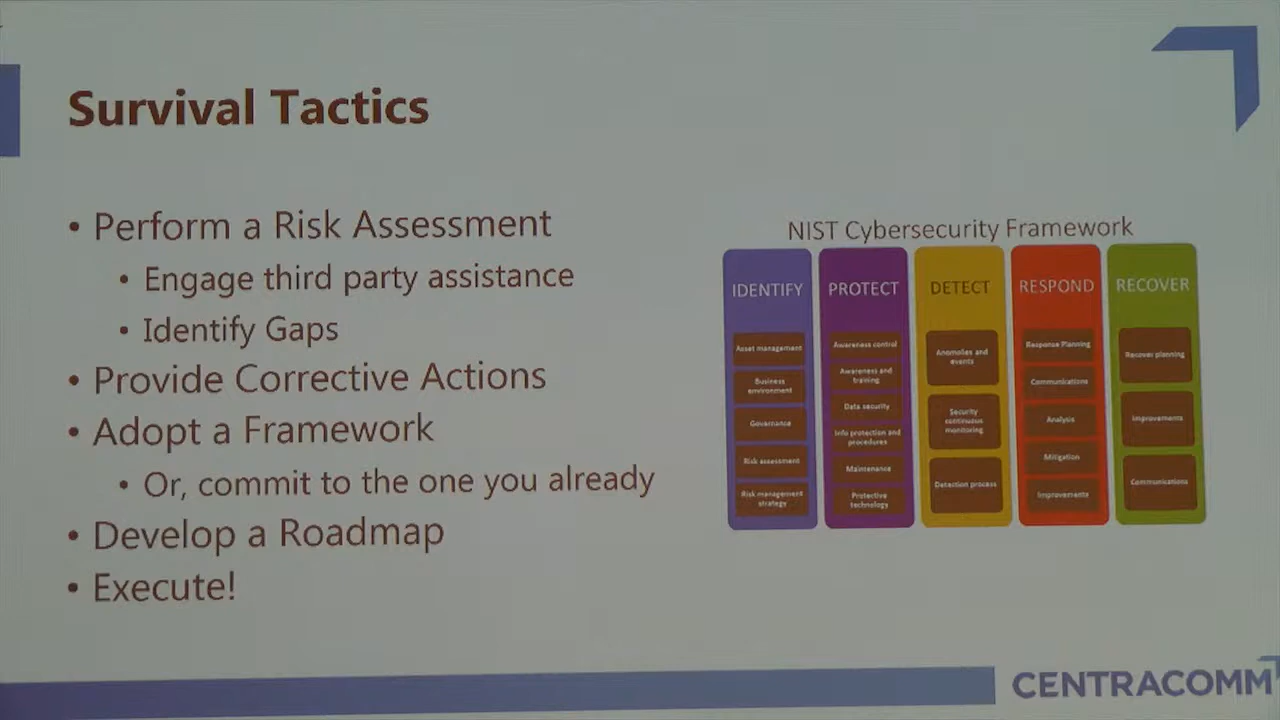 Survival Tactics
• Perform a Risk Assessment
• Engage third party assistance
• Identify Gaps
• Provide Corrective Actions
• Adopt a Framework
• Or, commit to the one you already
• Develop a Roadmap
• Execute!
NIST Cybersecurity Framework
IDENTIFY
Asset management
Business
environment
Governance
Risk assessment
Risk management
strategy
PROTECT
Awareness control
Awareness and
training
Data security
Info protection and
procedures
Maintenance
Protective
technology
DETECT
Anomolies and
events
Security
continuous
monitoring
Detection process
RESPOND
Response Planning
Communications
Analysis
Mitigation
Improvements
RECOVER
Recover planning
Improvements
Communications
CENTRACOMM